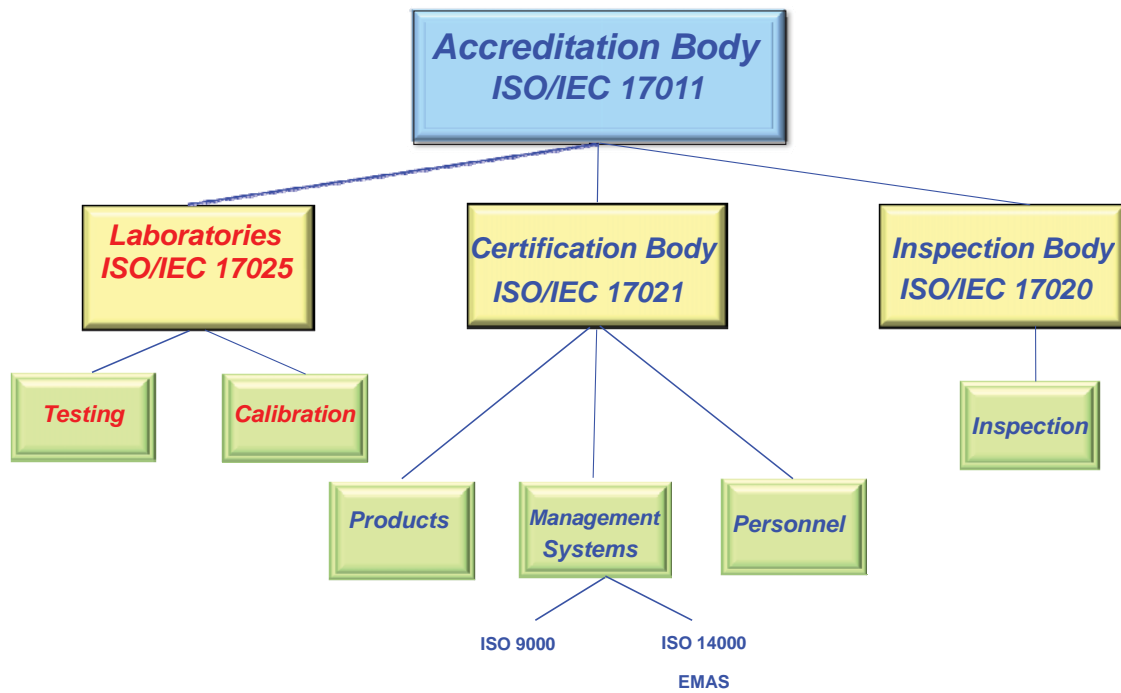 Accreditation Body
ISO/IEC 17011
Laboratories
ISO/IEC 17025
Certification Body
ISO/IEC 17021
Inspection Body
ISO/IEC 17020
Testing
Calibration
Inspection
Products
Management
Systems
Personnel
ISO 9000
ISO 14000
EMAS